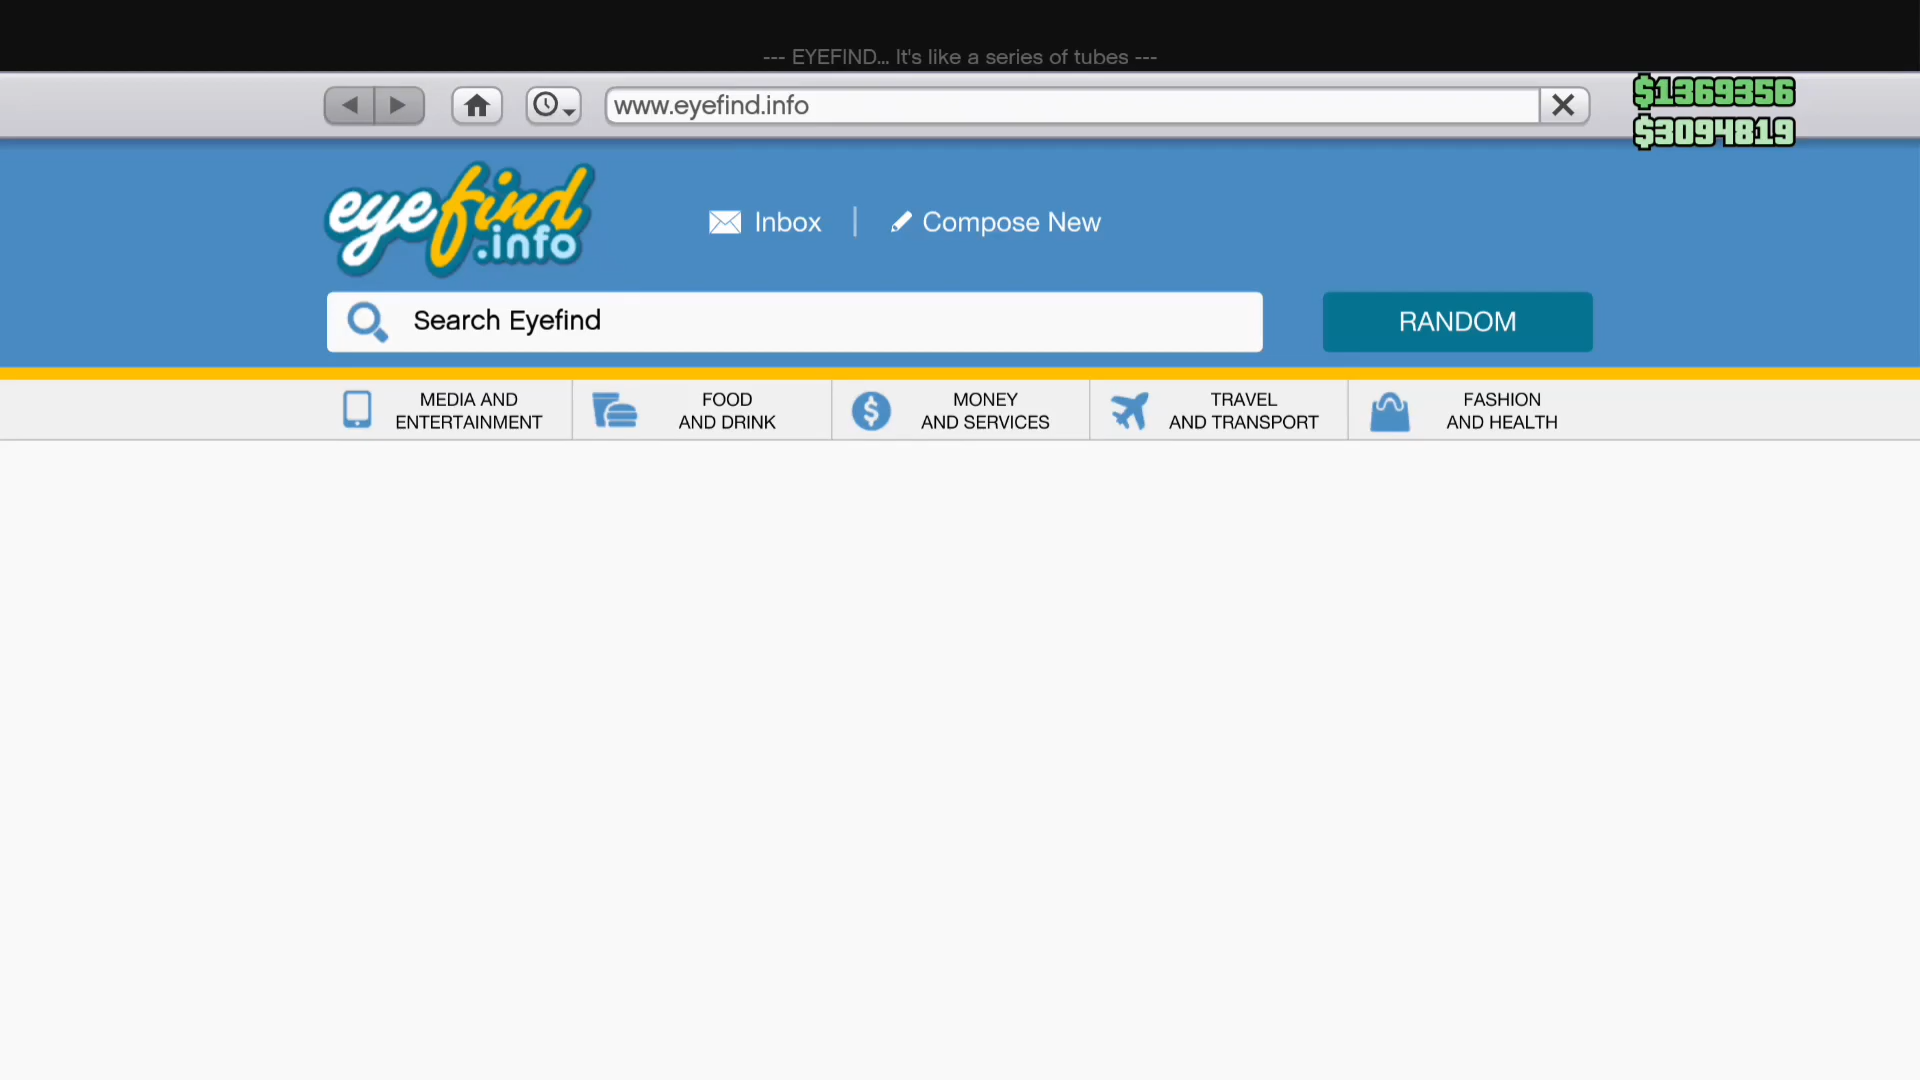 --- EYEFIND... It's like a series of tubes ---
www.eyefind.info
$1369356
$3094819
eyefind.info
Inbox
Compose New
Search Eyefind
RANDOM
MEDIA AND
ENTERTAINMENT
FOOD
AND DRINK
MONEY
AND SERVICES
TRAVEL
AND TRANSPORT
FASHION
AND HEALTH